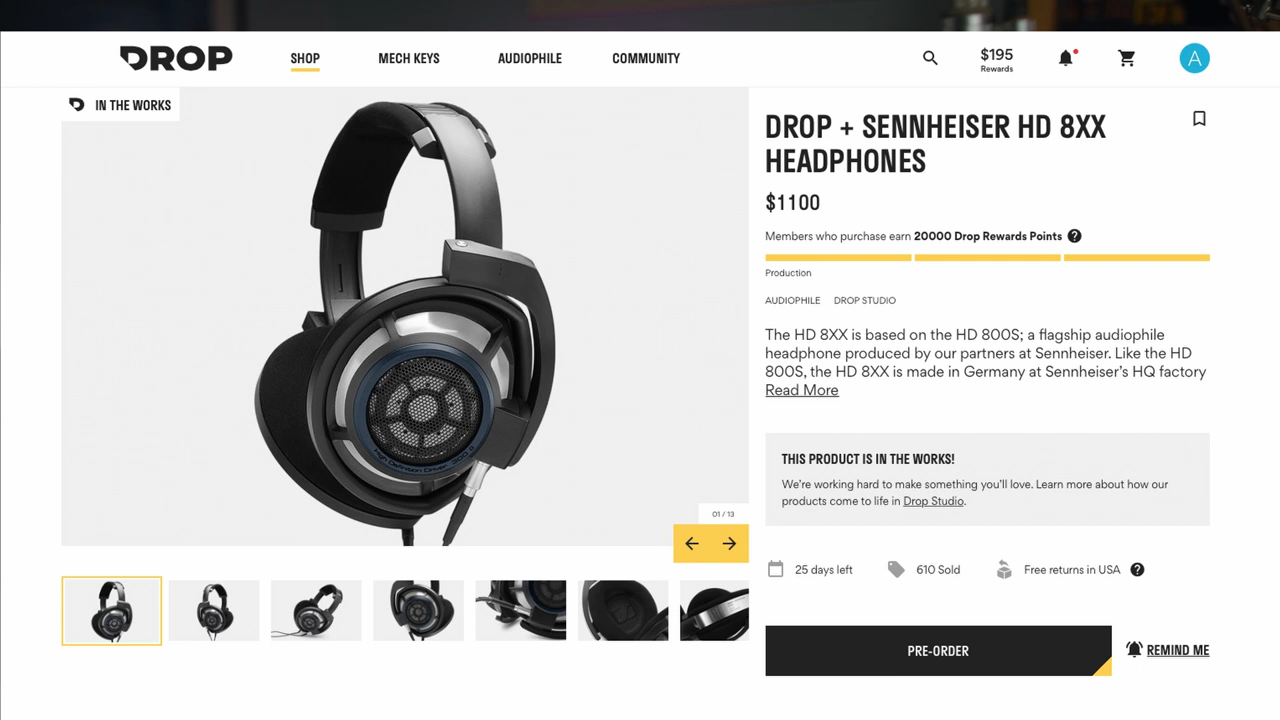 DROP
SHOP
MECH KEYS
AUDIOPHILE
COMMUNITY
$195
Rewards
A
IN THE WORKS
High Definition Driver 300 Ω
01 / 13
DROP + SENNHEISER HD 8XX
HEADPHONES
$1100
Members who purchase earn 20000 Drop Rewards Points ?
Production
AUDIOPHILE DROP STUDIO
The HD 8XX is based on the HD 800S; a flagship audiophile
headphone produced by our partners at Sennheiser. Like the HD
800S, the HD 8XX is made in Germany at Sennheiser's HQ factory
Read More
THIS PRODUCT IS IN THE WORKS!
We're working hard to make something you'll love. Learn more about how our
products come to life in Drop Studio.
25 days left
610 Sold
Free returns in USA ?
PRE-ORDER
REMIND ME